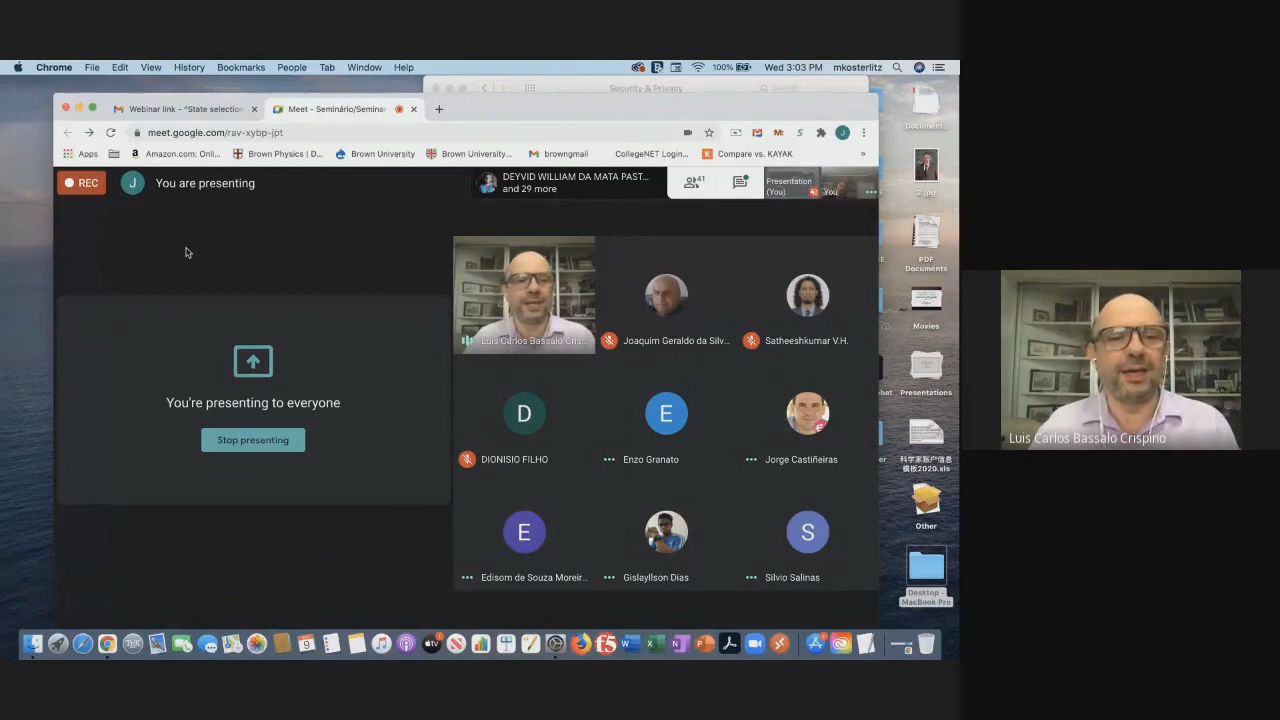 Chrome File Edit View History Bookmarks People Tab Window Help 100% Wed 3:03 PM mkosterlitz
Security & Privacy
Webinar link - "State selection
Meet - Seminário/Seminar
meet.google.com/rav-xybp-jpt
Apps Amazon.com: Onli... Brown Physics | D... Brown University Brown University... browngmail CollegeNET Login... Compare vs. KAYAK »
REC J You are presenting
DEYVID WILLIAM DA MATA PAST...
and 29 more
41
Presentation
(You)
You
Luis Carlos Bassalo Cris...
Joaquim Geraldo da Silv...
Satheeshkumar V.H.
You're presenting to everyone
Stop presenting
D
E
DIONISIO FILHO
Enzo Granato
Jorge Castiñeiras
E
S
Edisom de Souza Moreir...
Gislayllson Dias
Silvio Salinas
Documents
2.jpg
PDF
Documents
Movies
Presentations
科学家账户信息
模板2020.xls
Other
Desktop -
MacBook Pro
Luis Carlos Bassalo Crispino